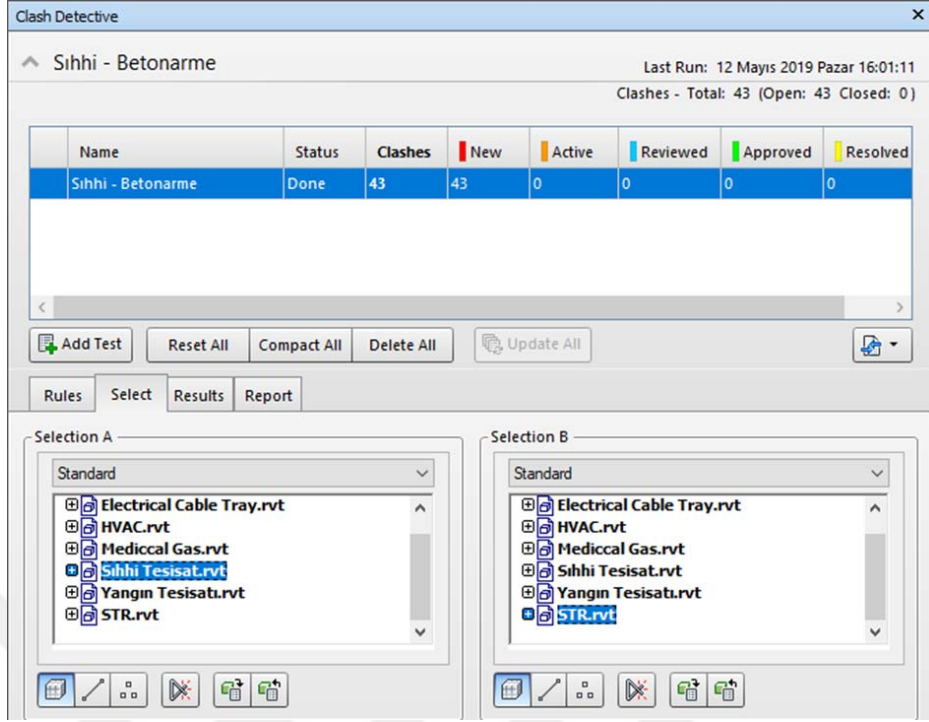 Clash Detective
Sıhhi - Betonarme
Last Run: 12 Mayıs 2019 Pazar 16:01:11
Clashes - Total: 43 (Open: 43 Closed: 0)
Name Status Clashes New Active Reviewed Approved Resolved
Sıhhi - Betonarme Done 43 43 0 0 0 0
Add Test Reset All Compact All Delete All Update All
Rules Select Results Report
Selection A
Standard
Electrical Cable Tray.rvt
HVAC.rvt
Mediccal Gas.rvt
Sıhhi Tesisat.rvt
Yangın Tesisatı.rvt
STR.rvt
Selection B
Standard
Electrical Cable Tray.rvt
HVAC.rvt
Mediccal Gas.rvt
Sıhhi Tesisat.rvt
Yangın Tesisatı.rvt
STR.rvt